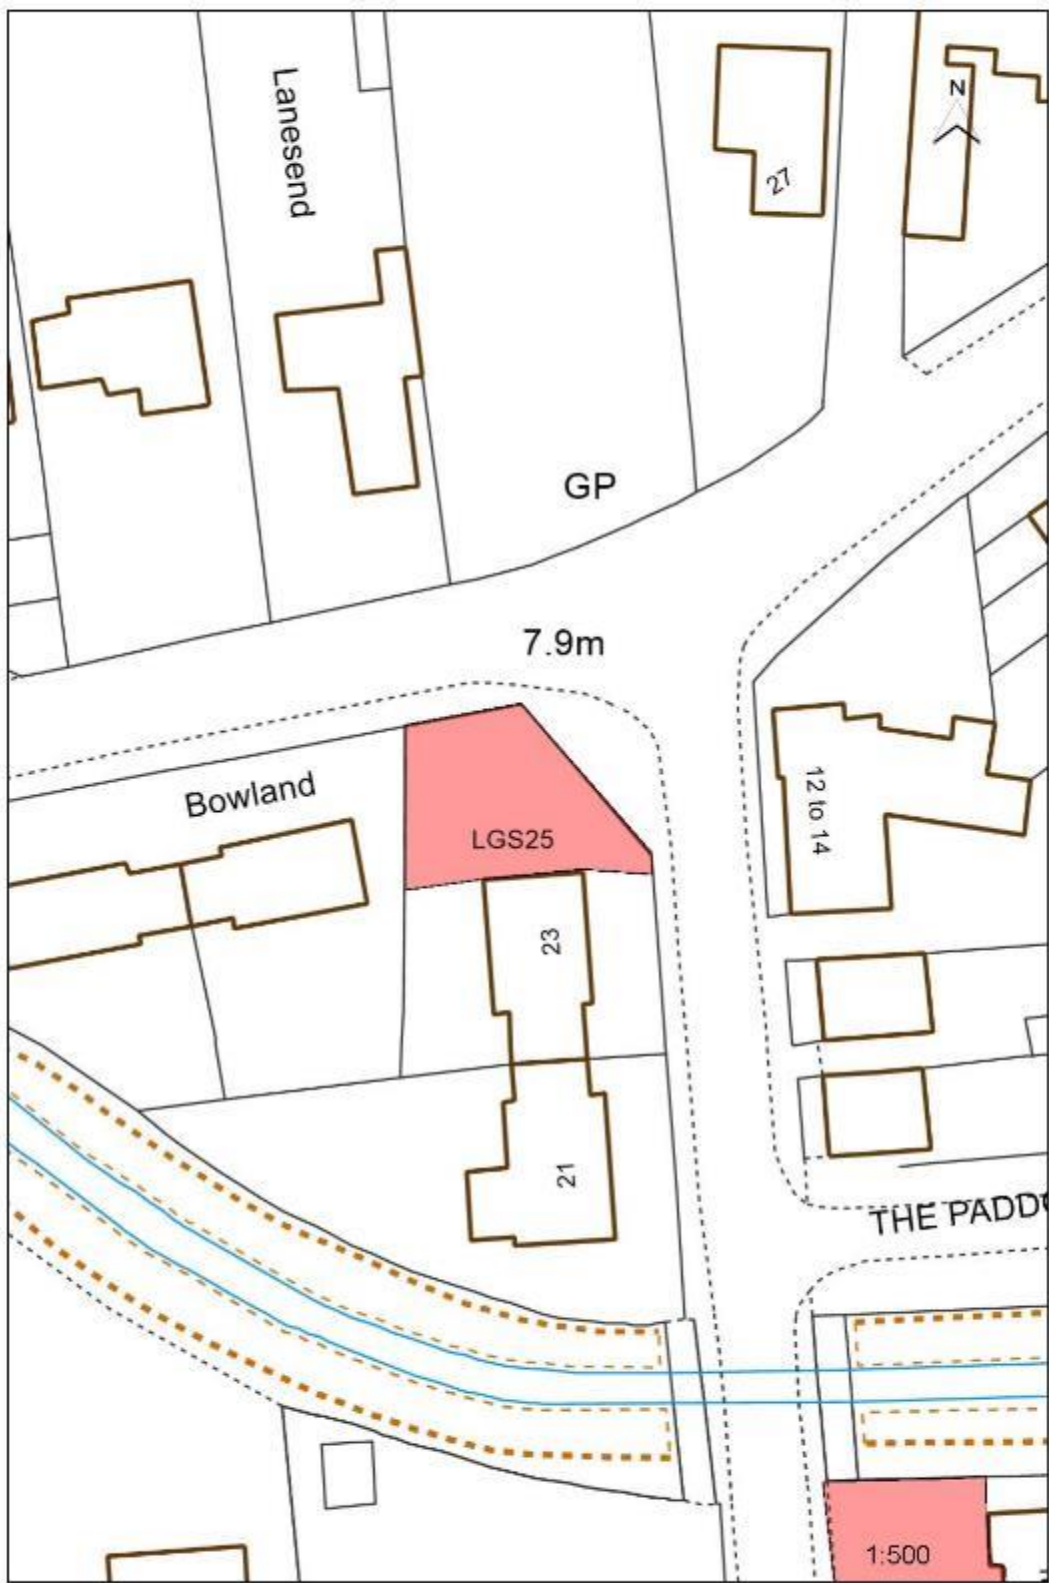 Lanesend
N
27
GP
7.9m
Bowland
LGS25
12 to 14
23
21
THE PADD
1:500